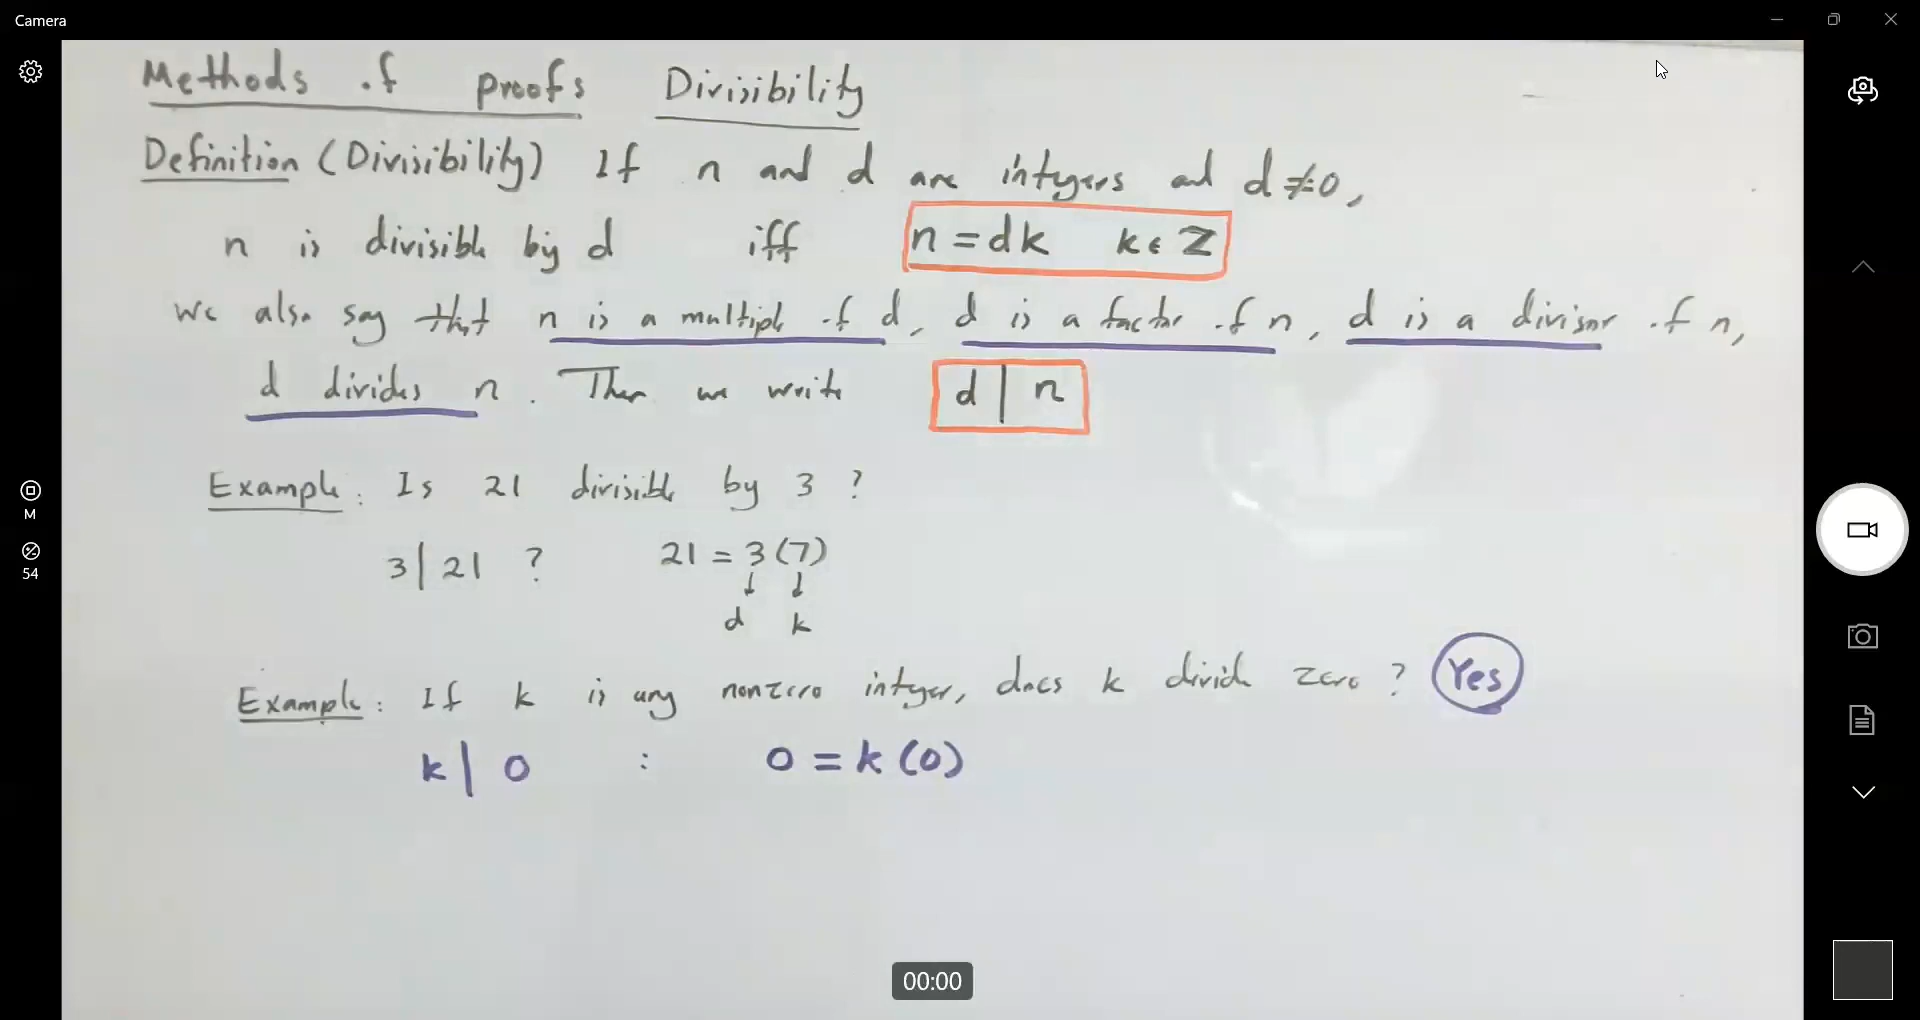 Camera
Methods of proofs Divisibility
Definition (Divisibility) If n and d are integers and d≠0,
n is divisible by d iff n = dk k ∈ Z
We also say that n is a multiple of d, d is a factor of n, d is a divisor of n,
d divides n. Then we write d | n
Example: Is 21 divisible by 3 ?
3 | 21 ? 21 = 3 (7)
↓ ↓
d k
Example: If k is any nonzero integer, does k divide zero ? Yes
k | 0 : 0 = k (0)
M
54
00:00